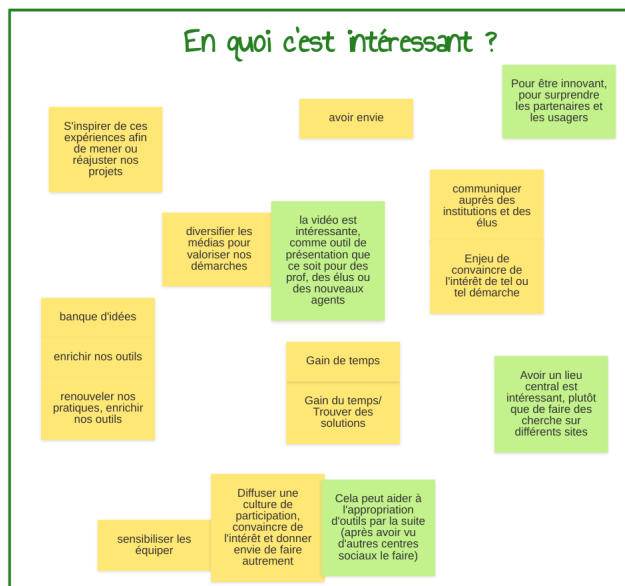 En quoi c'est intéressant ?
Pour être innovant,
pour surprendre
les partenaires et
les usagers
S'inspirer de ces
expériences afin
de mener ou
réajuster nos
projets
avoir envie
communiquer
auprès des
institutions et des
élus
diversifier les
médias pour
valoriser nos
démarches
la vidéo est
intéressante,
comme outil de
présentation que
ce soit pour des
prof, des élus ou
des nouveaux
agents
Enjeu de
convaincre de
l'intérêt de tel ou
tel démarche
banque d'idées
enrichir nos outils
renouveler nos
pratiques, enrichir
nos outils
Gain de temps
Gain du temps/
Trouver des
solutions
Avoir un lieu
central est
intéressant, plutôt
que de faire des
cherche sur
différents sites
sensibiliser les
équiper
Diffuser une
culture de
participation,
convaincre de
l'intérêt et donner
envie de faire
autrement
Cela peut aider à
l'appropriation
d'outils par la suite
(après avoir vu
d'autres centres
sociaux le faire)